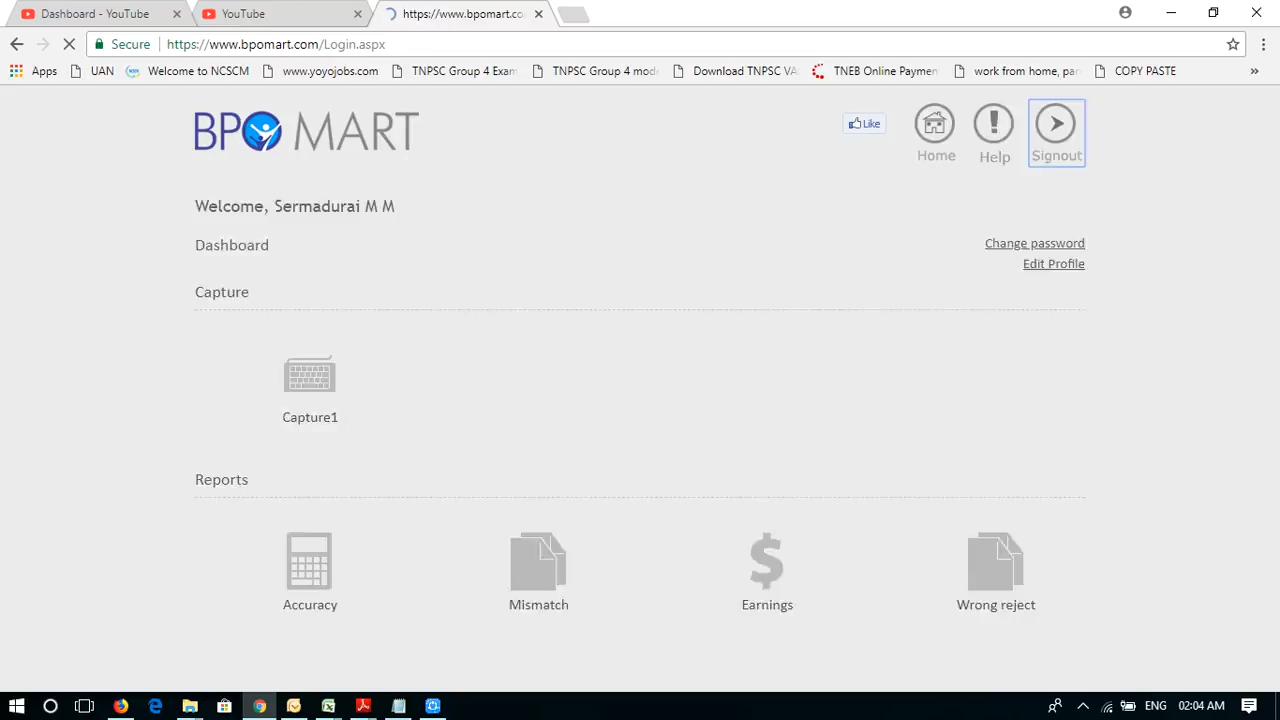 Dashboard - YouTube
YouTube
https://www.bpomart.co
Secure
https://www.bpomart.com/Login.aspx
Apps
UAN
Welcome to NCSCM
www.yoyojobs.com
TNPSC Group 4 Exam
TNPSC Group 4 mod
Download TNPSC VA
TNEB Online Payment
work from home, par
COPY PASTE
»
BPO MART
Like
Home
Help
Signout
Welcome, Sermadurai M M
Dashboard
Change password
Edit Profile
Capture
Capture1
Reports
Accuracy
Mismatch
Earnings
Wrong reject
ENG
02:04 AM